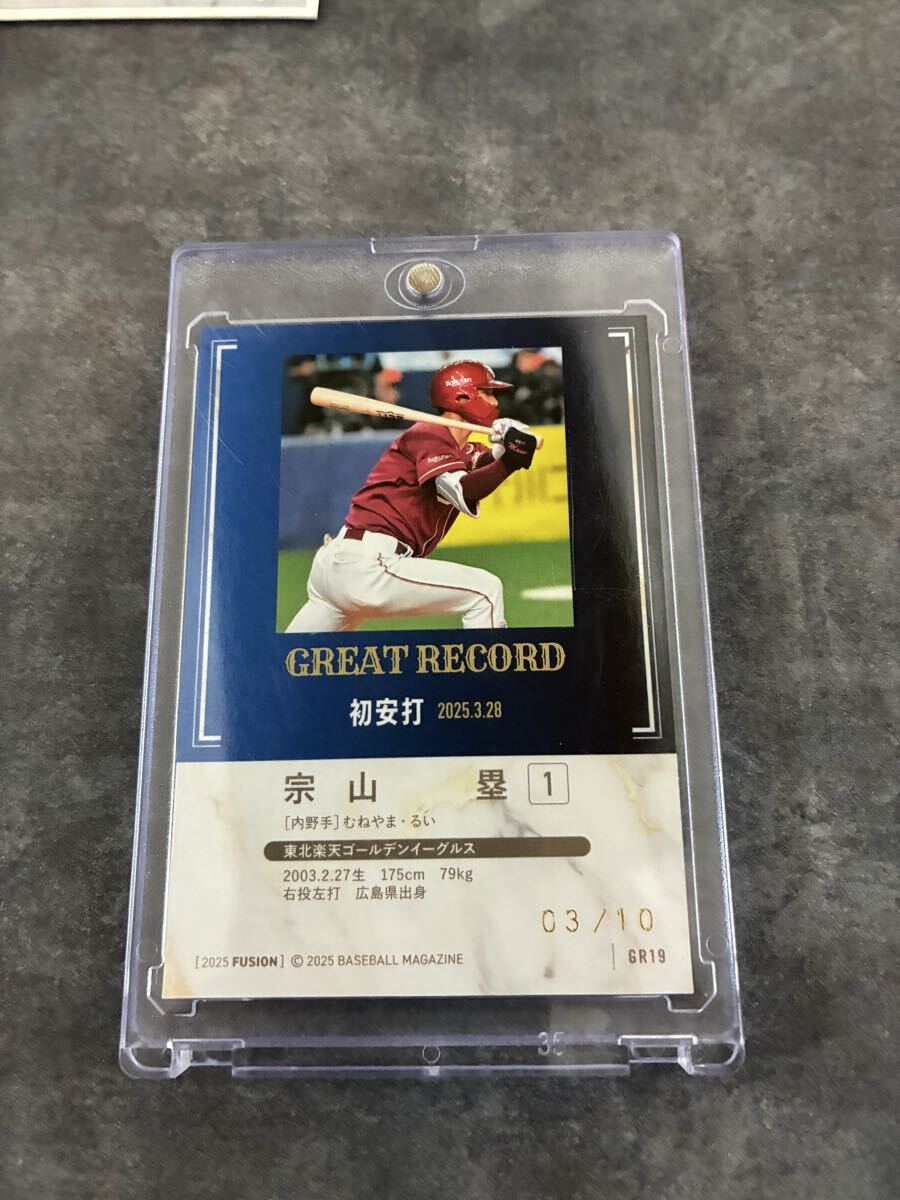 Rakuten
Rakuten
GREAT RECORD
初安打 2025.3.28
宗山 塁 1
[内野手]むねやま・るい
東北楽天ゴールデンイーグルス
2003.2.27生 175cm 79kg
右投左打 広島県出身
03/10
[2025 FUSION] © 2025 BASEBALL MAGAZINE
GR19
35